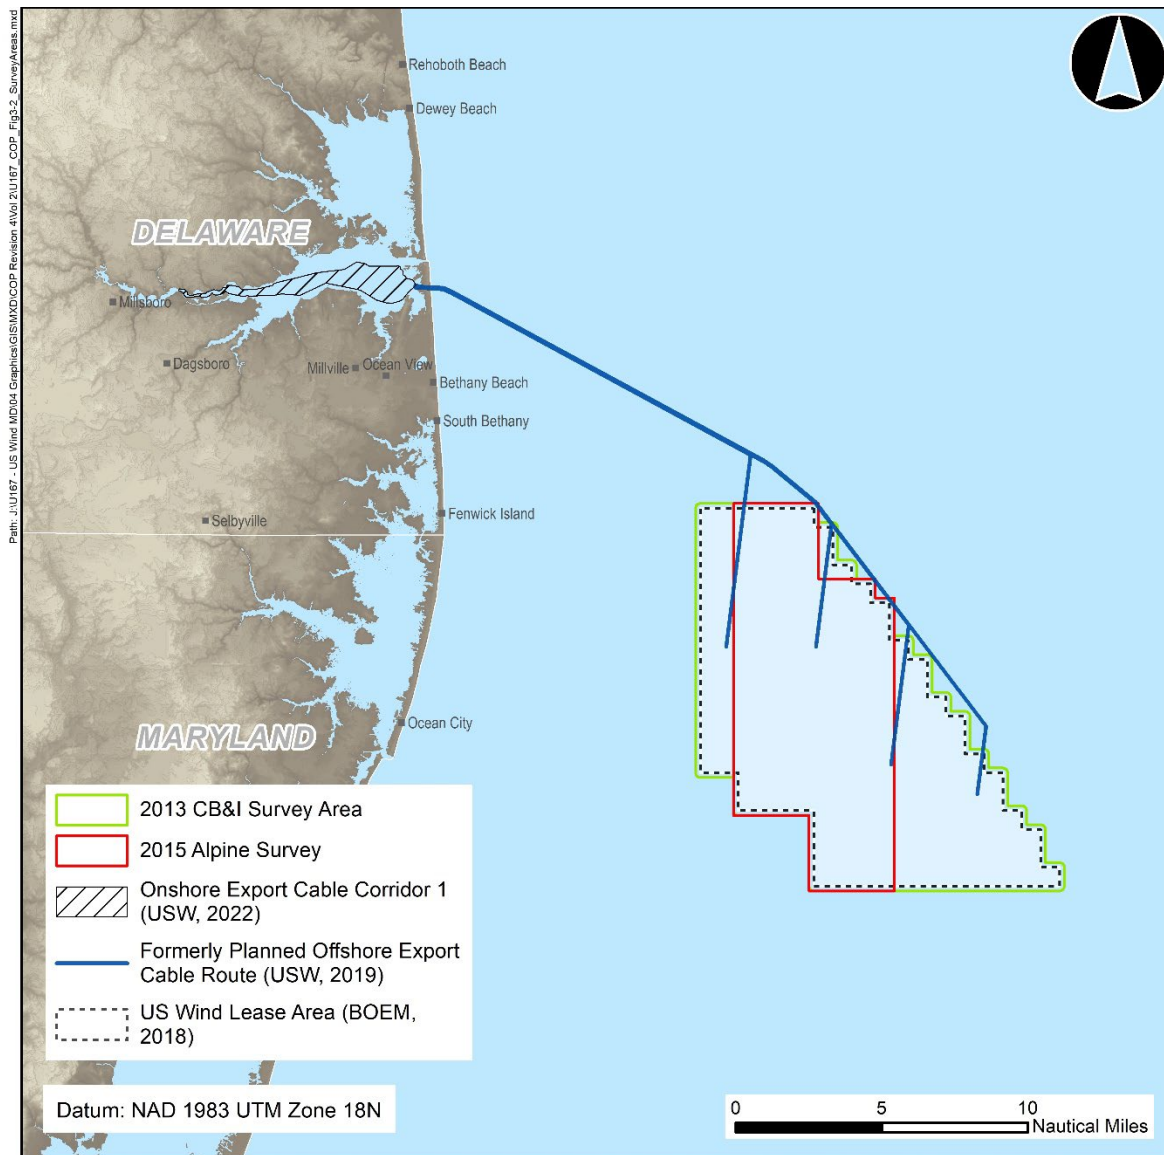 Path: J:\U167 - US Wind MD\04 Graphics\GIS\MXD\COP Revision 4\Vol 2\U167_COP_Fig3-2_SurveyAreas.mxd
Rehoboth Beach
Dewey Beach
DELAWARE
Millsboro
Dagsboro
Millville
Ocean View
Bethany Beach
South Bethany
Selbyville
Fenwick Island
Ocean City
MARYLAND
2013 CB&I Survey Area
2015 Alpine Survey
Onshore Export Cable Corridor 1
(USW, 2022)
Formerly Planned Offshore Export
Cable Route (USW, 2019)
US Wind Lease Area (BOEM,
2018)
Datum: NAD 1983 UTM Zone 18N
0 5 10
Nautical Miles